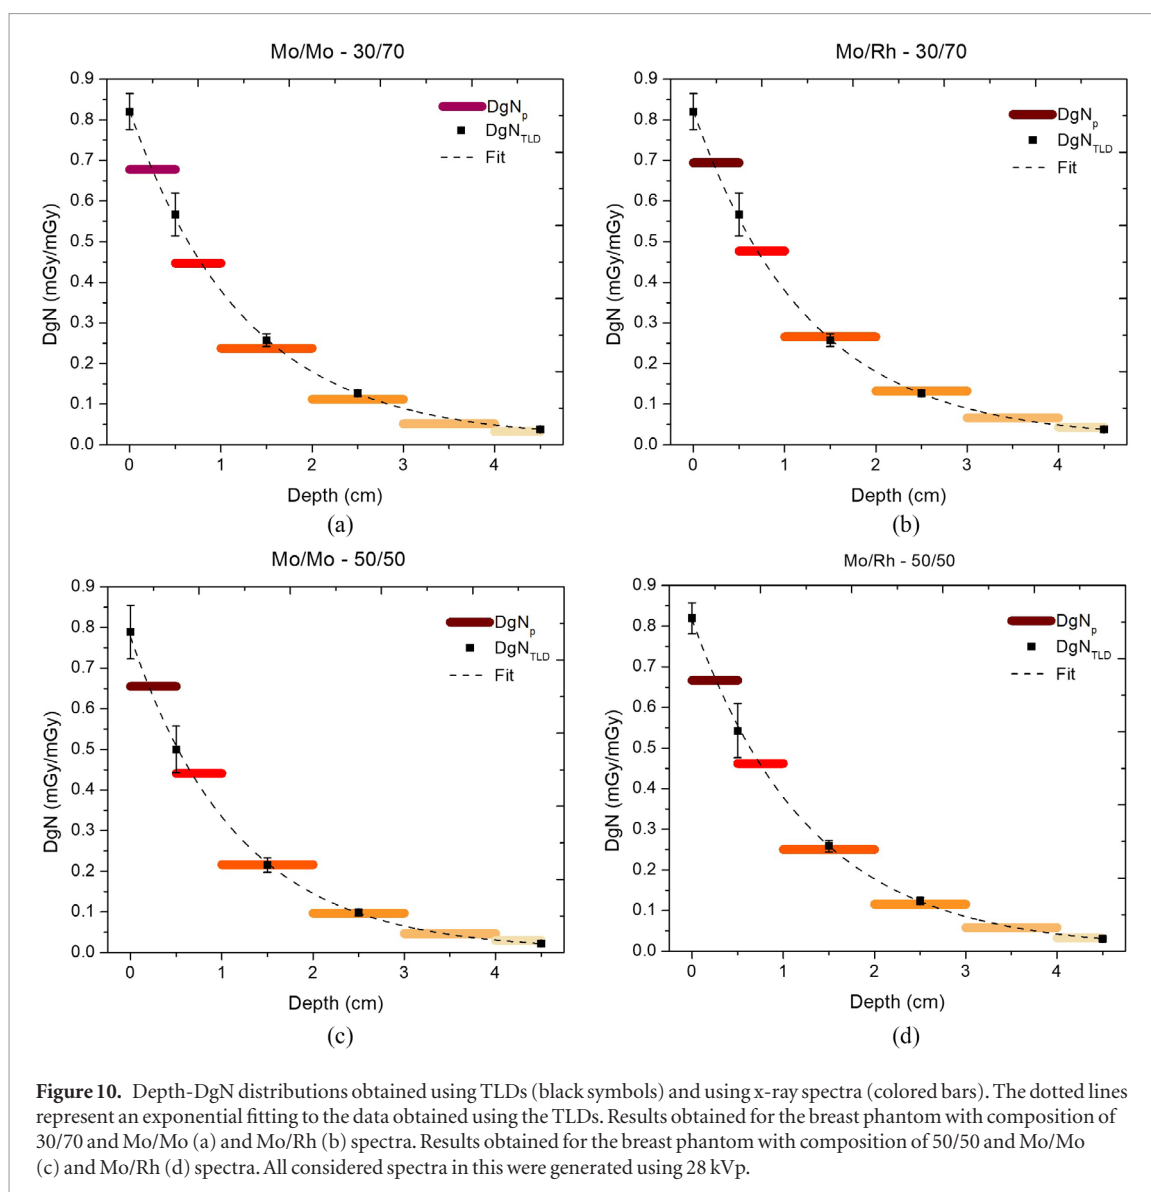 Mo/Mo - 30/70
0.9
0.8
0.7
0.6
0.5
0.4
0.3
0.2
0.1
0.0
DgN (mGy/mGy)
DgNp
DgNTLD
Fit
0 1 2 3 4
Depth (cm)
(a)
Mo/Rh - 30/70
0.9
0.8
0.7
0.6
0.5
0.4
0.3
0.2
0.1
0.0
DgN (mGy/mGy)
DgNp
DgNTLD
Fit
0 1 2 3 4
Depth (cm)
(b)
Mo/Mo - 50/50
0.9
0.8
0.7
0.6
0.5
0.4
0.3
0.2
0.1
0.0
DgN (mGy/mGy)
DgNp
DgNTLD
Fit
0 1 2 3 4
Depth (cm)
(c)
Mo/Rh - 50/50
0.9
0.8
0.7
0.6
0.5
0.4
0.3
0.2
0.1
0.0
DgN (mGy/mGy)
DgNp
DgNTLD
Fit
0 1 2 3 4
Depth (cm)
(d)
Figure 10. Depth-DgN distributions obtained using TLDs (black symbols) and using x-ray spectra (colored bars). The dotted lines
represent an exponential fitting to the data obtained using the TLDs. Results obtained for the breast phantom with composition of
30/70 and Mo/Mo (a) and Mo/Rh (b) spectra. Results obtained for the breast phantom with composition of 50/50 and Mo/Mo
(c) and Mo/Rh (d) spectra. All considered spectra in this were generated using 28 kVp.